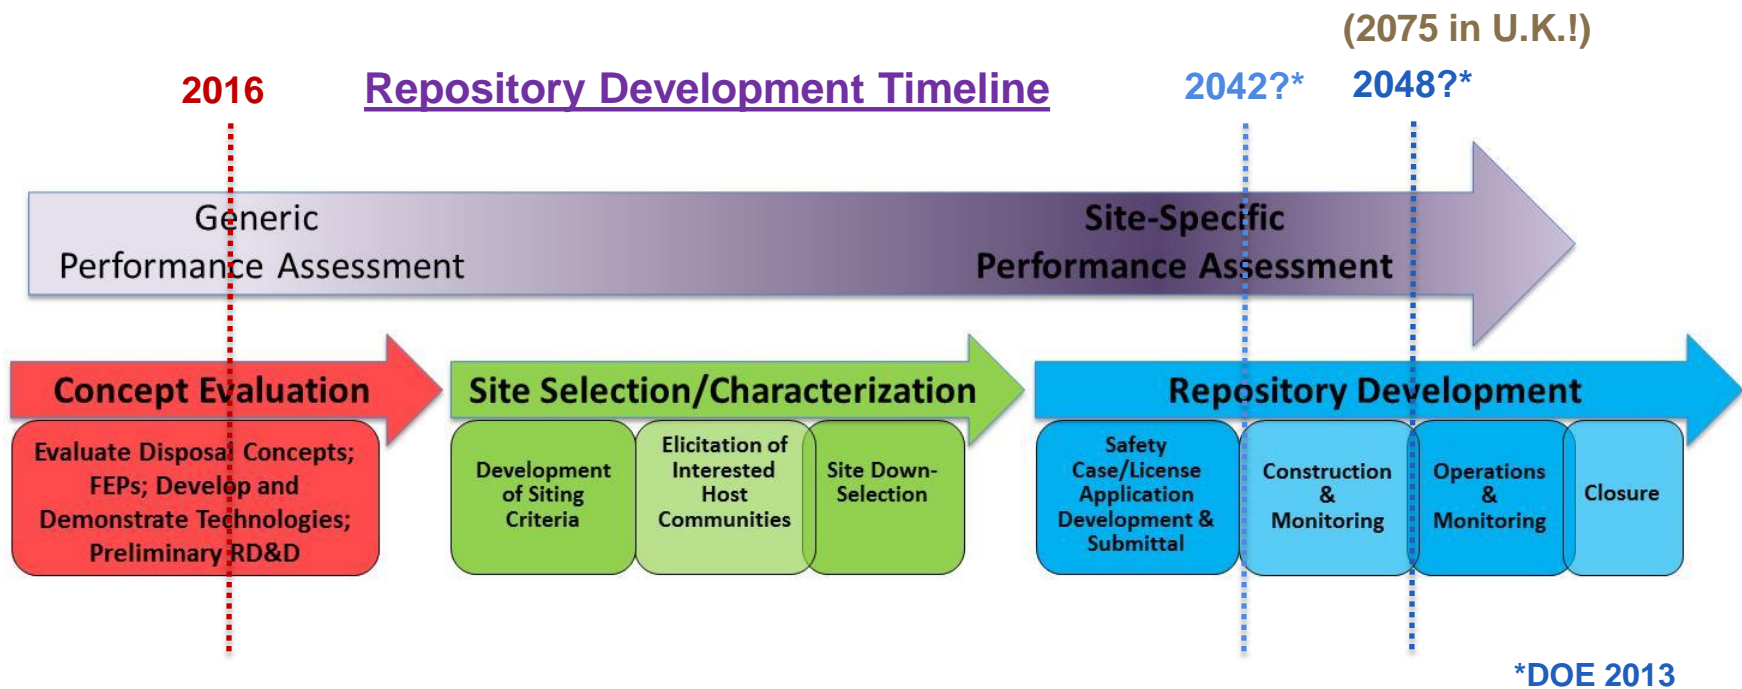 (2075 in U.K.!)
2016
Repository Development Timeline
2042?*
2048?*
Generic
Performance Assessment
Site-Specific
Performance Assessment
Concept Evaluation
Site Selection/Characterization
Repository Development
Evaluate Disposal Concepts;
FEPs; Develop and
Demonstrate Technologies;
Preliminary RD&D
Development
of Siting
Criteria
Elicitation of
Interested
Host
Communities
Site Down-
Selection
Safety
Case/License
Application
Development &
Submittal
Construction
&
Monitoring
Operations
&
Monitoring
Closure
*DOE 2013